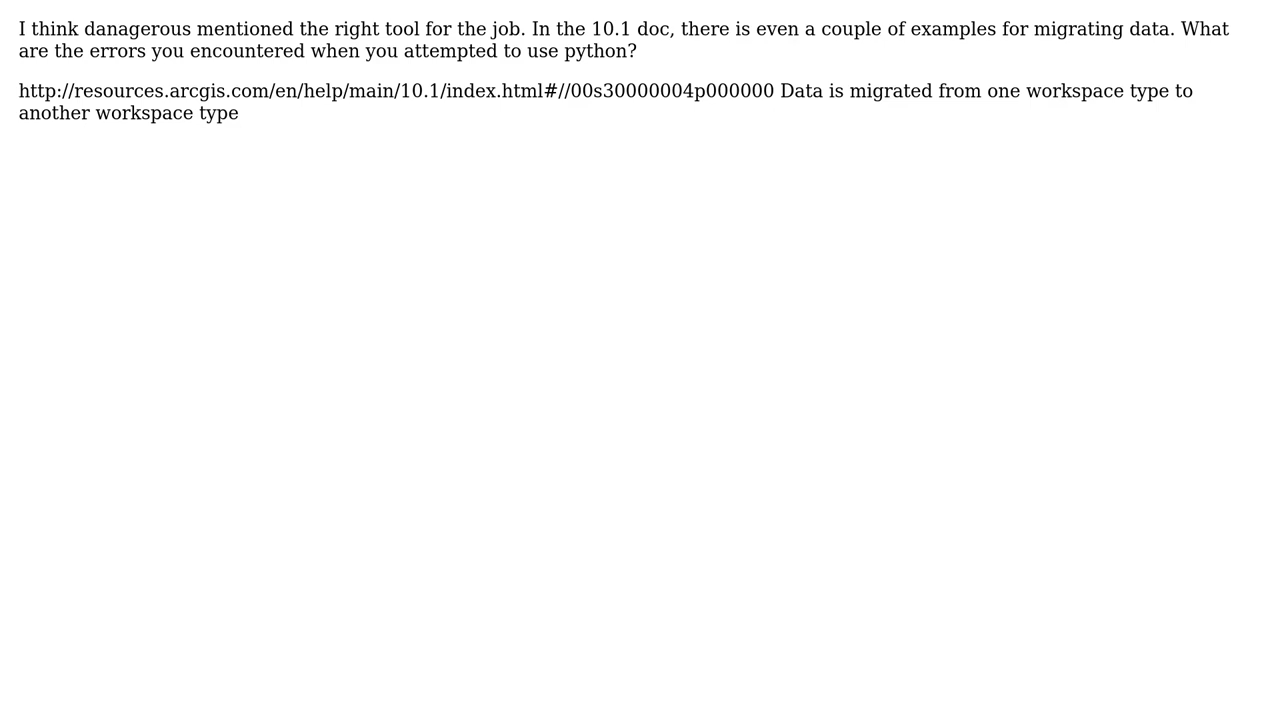 I think danagerous mentioned the right tool for the job. In the 10.1 doc, there is even a couple of examples for migrating data. What
are the errors you encountered when you attempted to use python?
http://resources.arcgis.com/en/help/main/10.1/index.html#//00s30000004p000000 Data is migrated from one workspace type to
another workspace type